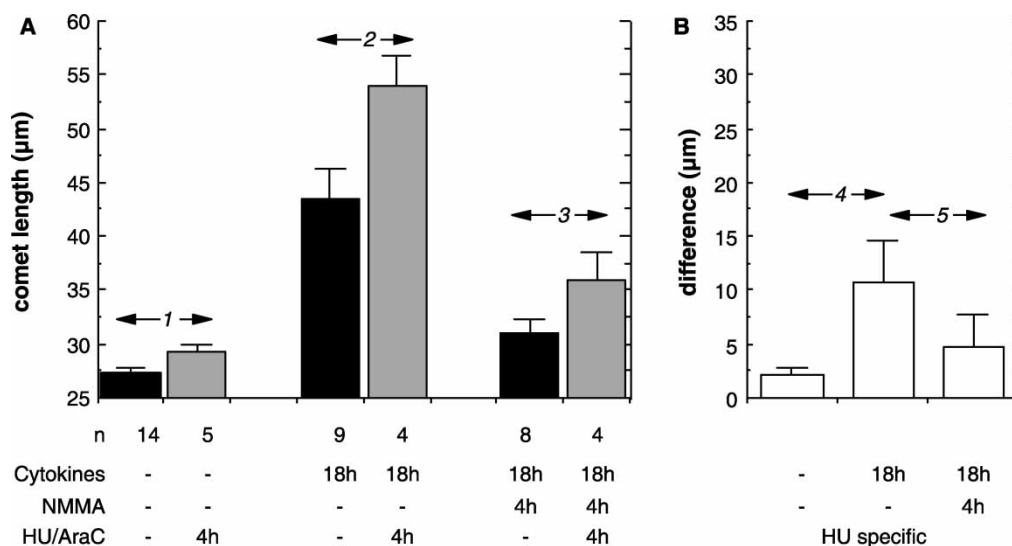 A
comet length (µm)
60
55
50
45
40
35
30
25
1
2
3
n 14 5 9 4 8 4
Cytokines - - 18h 18h 18h 18h
NMMA - - - - 4h 4h
HU/AraC - 4h - 4h - 4h
B
difference (µm)
35
30
25
20
15
10
5
0
4
5
- 18h 18h
- - 4h
HU specific